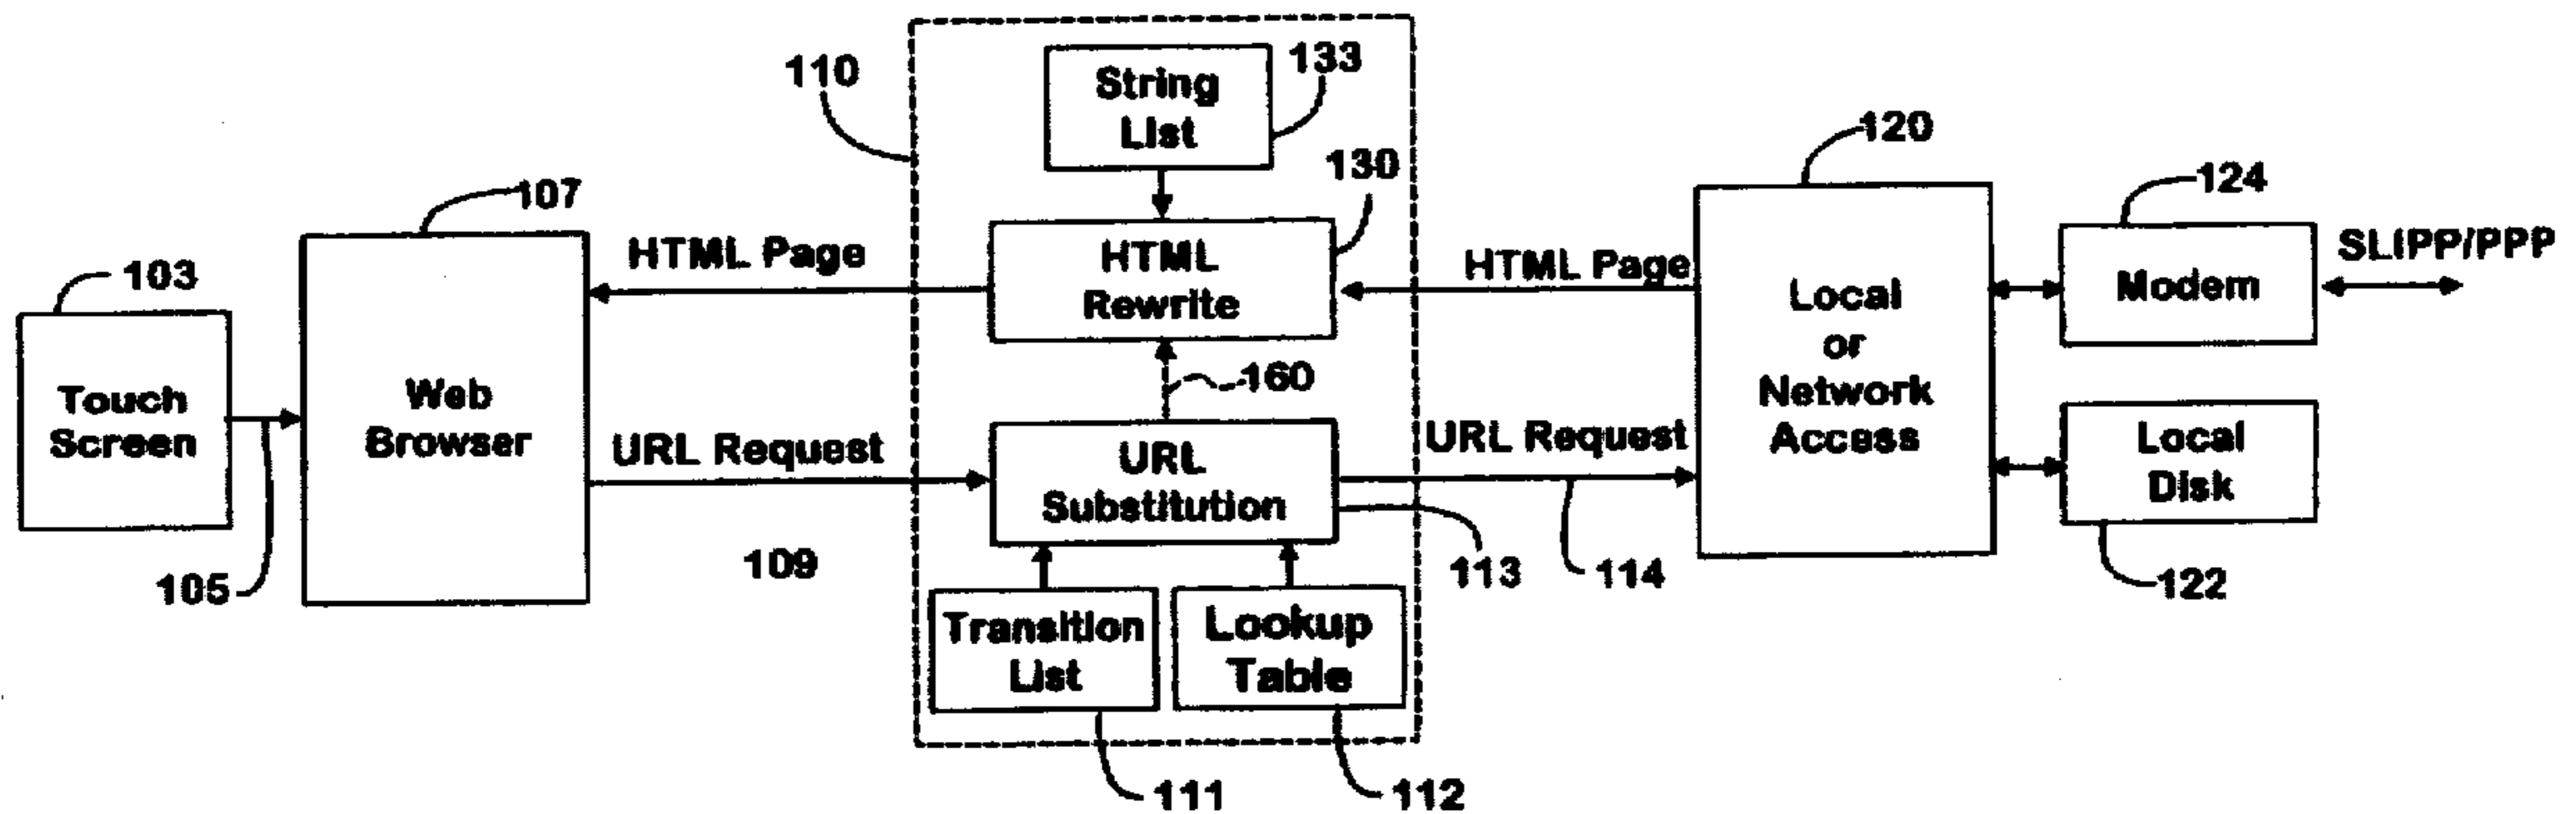 110
String
List
133
130
120
124
107
HTML Page
HTML
Rewrite
HTML Page
Local
or
Network
Access
Modem
SLIPP/PPP
103
Touch
Screen
105
Web
Browser
160
URL Request
109
URL
Substitution
URL Request
113
114
Local
Disk
122
Transition
List
111
Lookup
Table
112